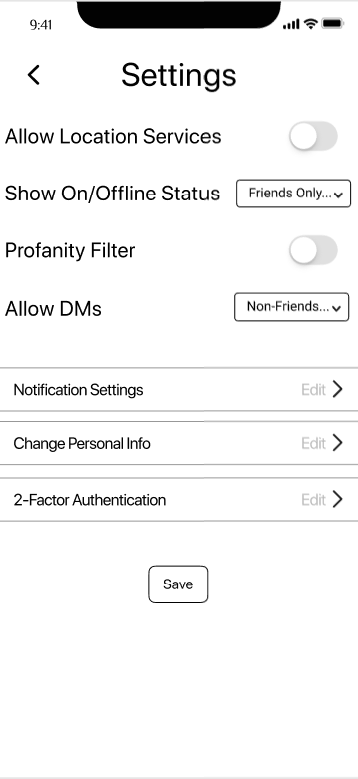 9:41
Settings
Allow Location Services
Show On/Offline Status Friends Only...
Profanity Filter
Allow DMs Non-Friends...
Notification Settings Edit
Change Personal Info Edit
2-Factor Authentication Edit
Save